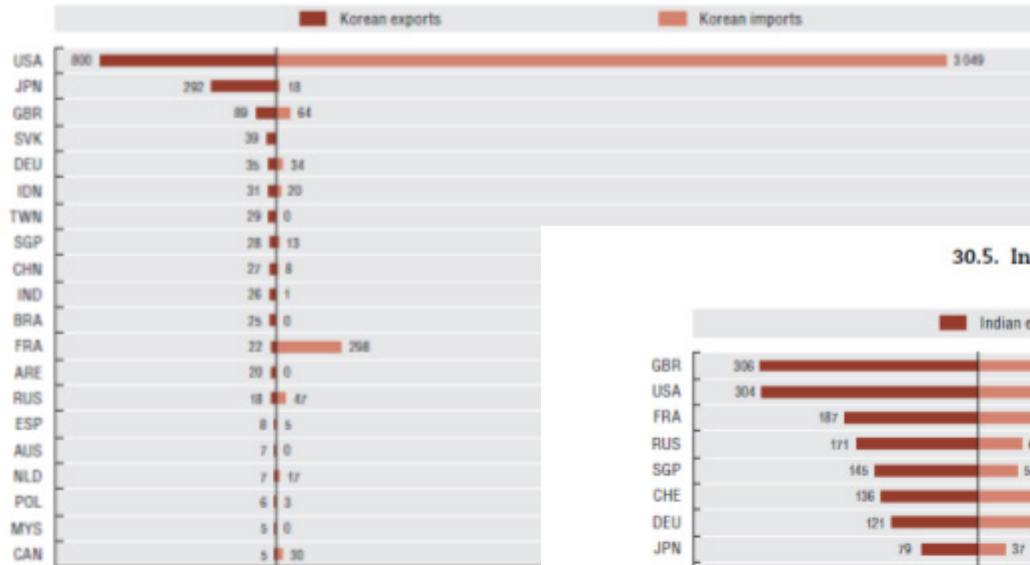 Korean exports Korean imports
USA 800 3 049
JPN 292 18
GBR 89 64
SVK 39
DEU 35 34
IDN 31 20
TWN 29 0
SGP 28 13
CHN 27 8
IND 26 1
BRA 25 0
FRA 22 298
ARE 20 0
RUS 18 47
ESP 8 5
AUS 7 0
NLD 7 17
POL 6 3
MYS 5 0
CAN 5 30
30.5. In
Indian e
GBR 306
USA 304
FRA 187
RUS 171
SGP 145 5
CHE 136
DEU 121
JPN 79 37